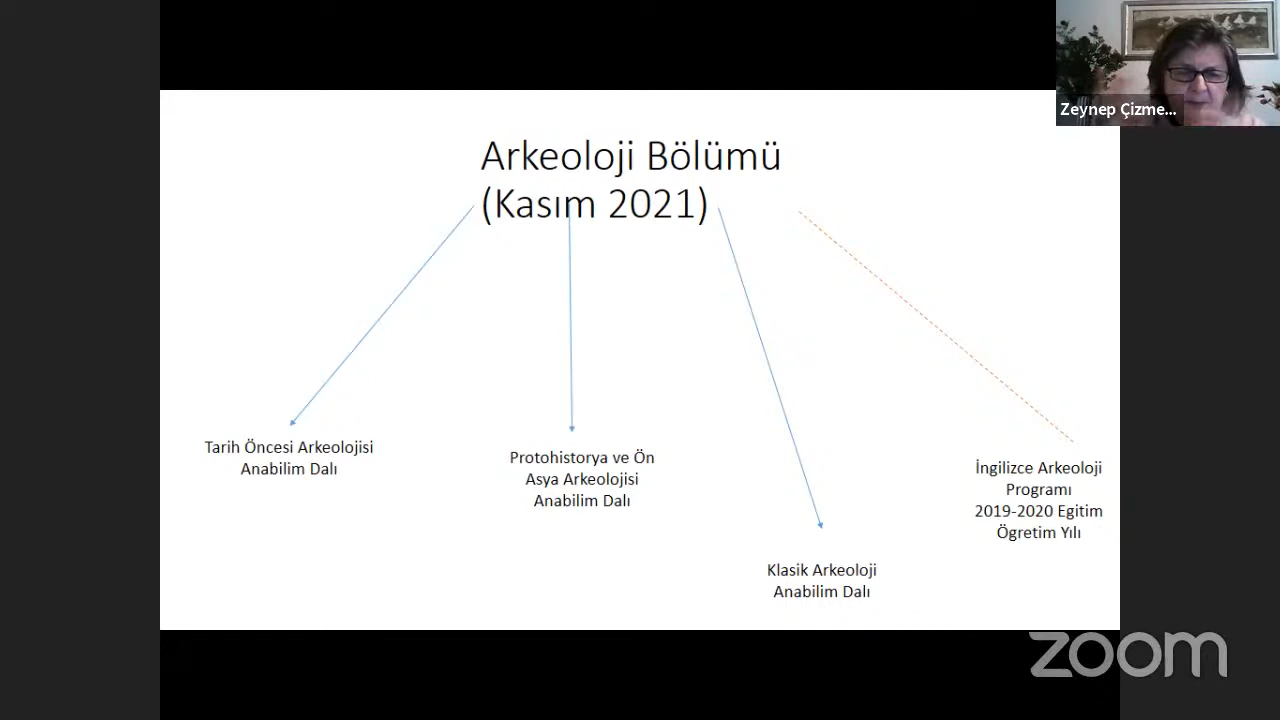 Zeynep Çizme...
Arkeoloji Bölümü
(Kasım 2021)
Tarih Öncesi Arkeolojisi
Anabilim Dalı
Protohistorya ve Ön
Asya Arkeolojisi
Anabilim Dalı
Klasik Arkeoloji
Anabilim Dalı
İngilizce Arkeoloji
Programı
2019-2020 Egitim
Ögretim Yılı
zoom